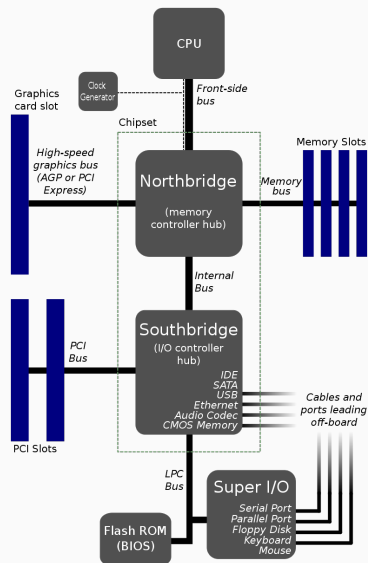 CPU
Clock
Generator
Front-side
bus
Graphics
card slot
Chipset
High-speed
graphics bus
(AGP or PCI
Express)
Northbridge
(memory
controller hub)
Memory
bus
Memory Slots
Internal
Bus
Southbridge
(I/O controller
hub)
PCI
Bus
IDE
SATA
USB
Ethernet
Audio Codec
CMOS Memory
Cables and
ports leading
off-board
PCI Slots
LPC
Bus
Super I/O
Serial Port
Parallel Port
Floppy Disk
Keyboard
Mouse
Flash ROM
(BIOS)